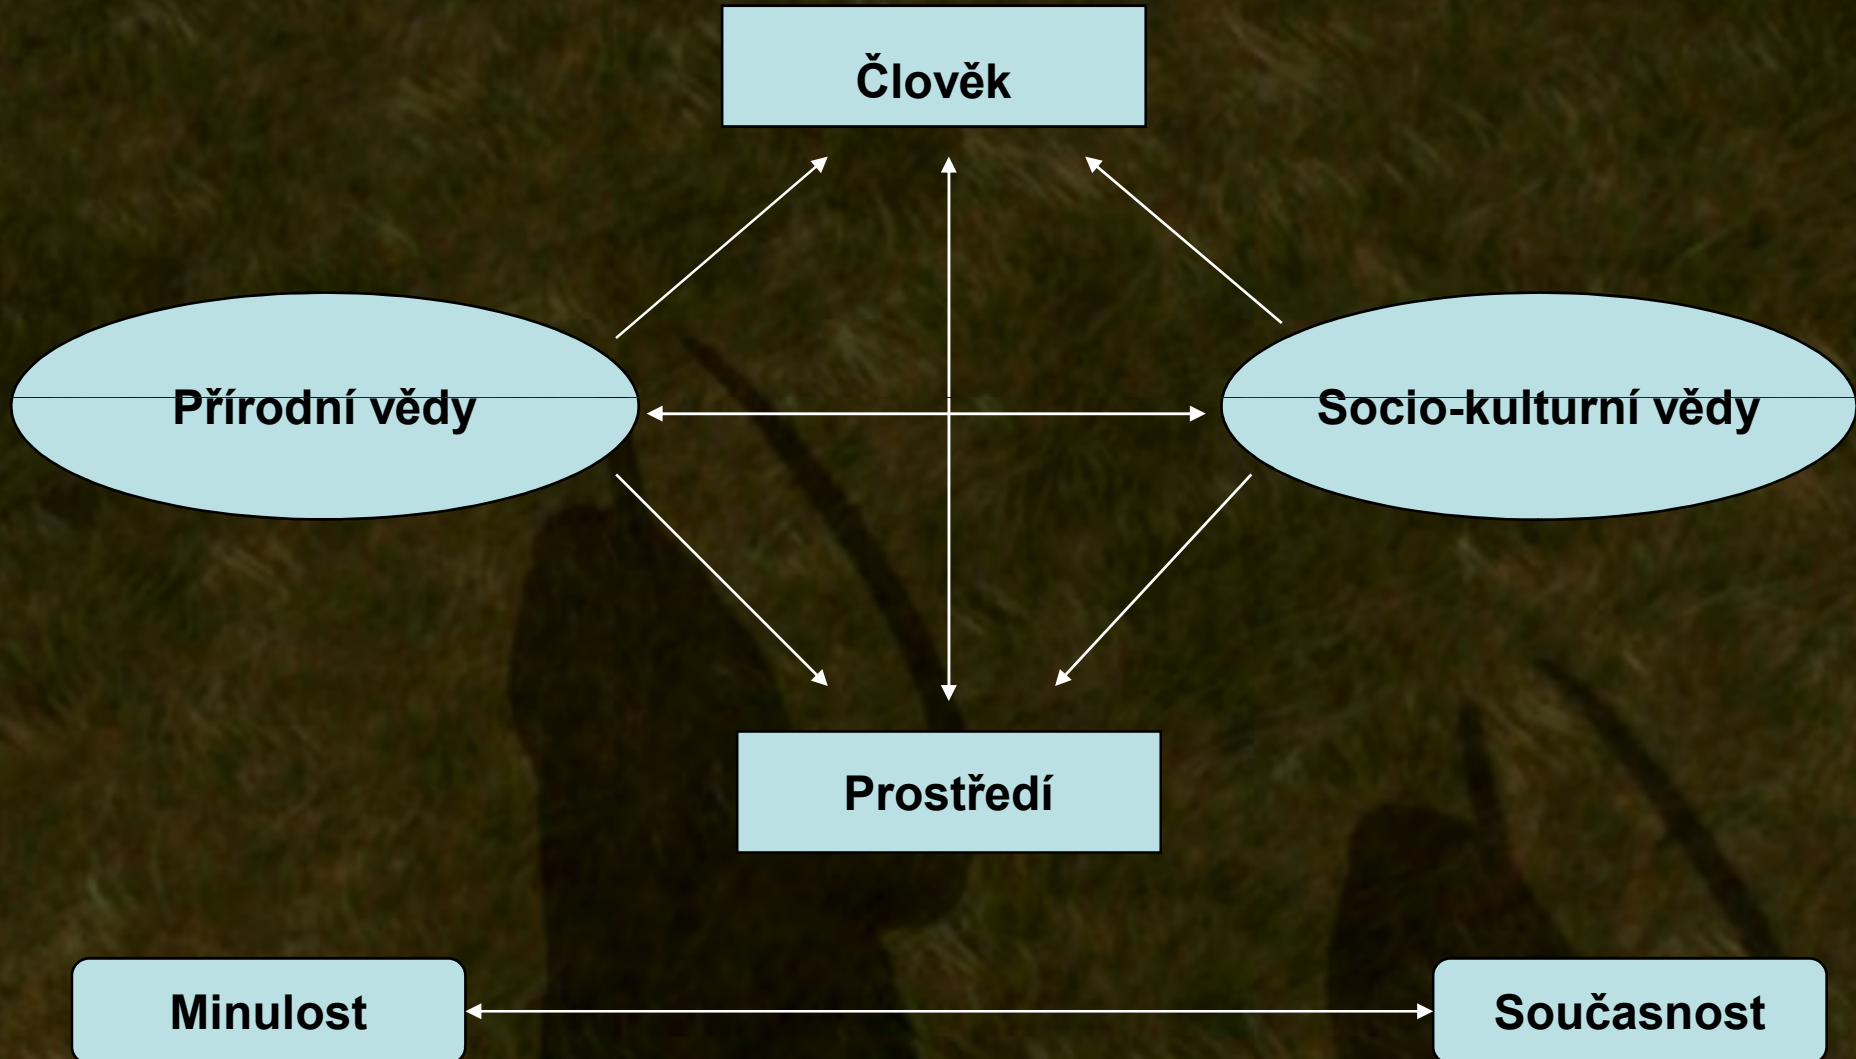 Člověk
Přírodní vědy
Socio-kulturní vědy
Prostředí
Minulost
Současnost